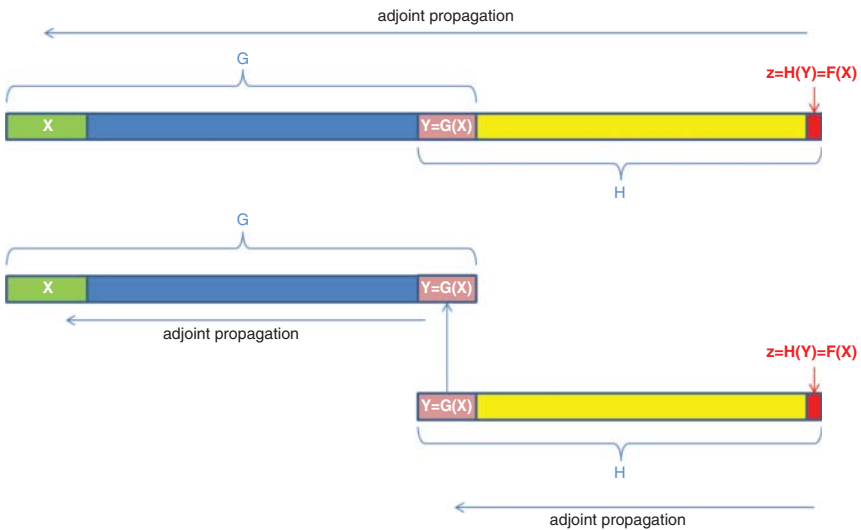 adjoint propagation
G
z=H(Y)=F(X)
X
Y=G(X)
H
G
X
Y=G(X)
adjoint propagation
z=H(Y)=F(X)
Y=G(X)
H
adjoint propagation